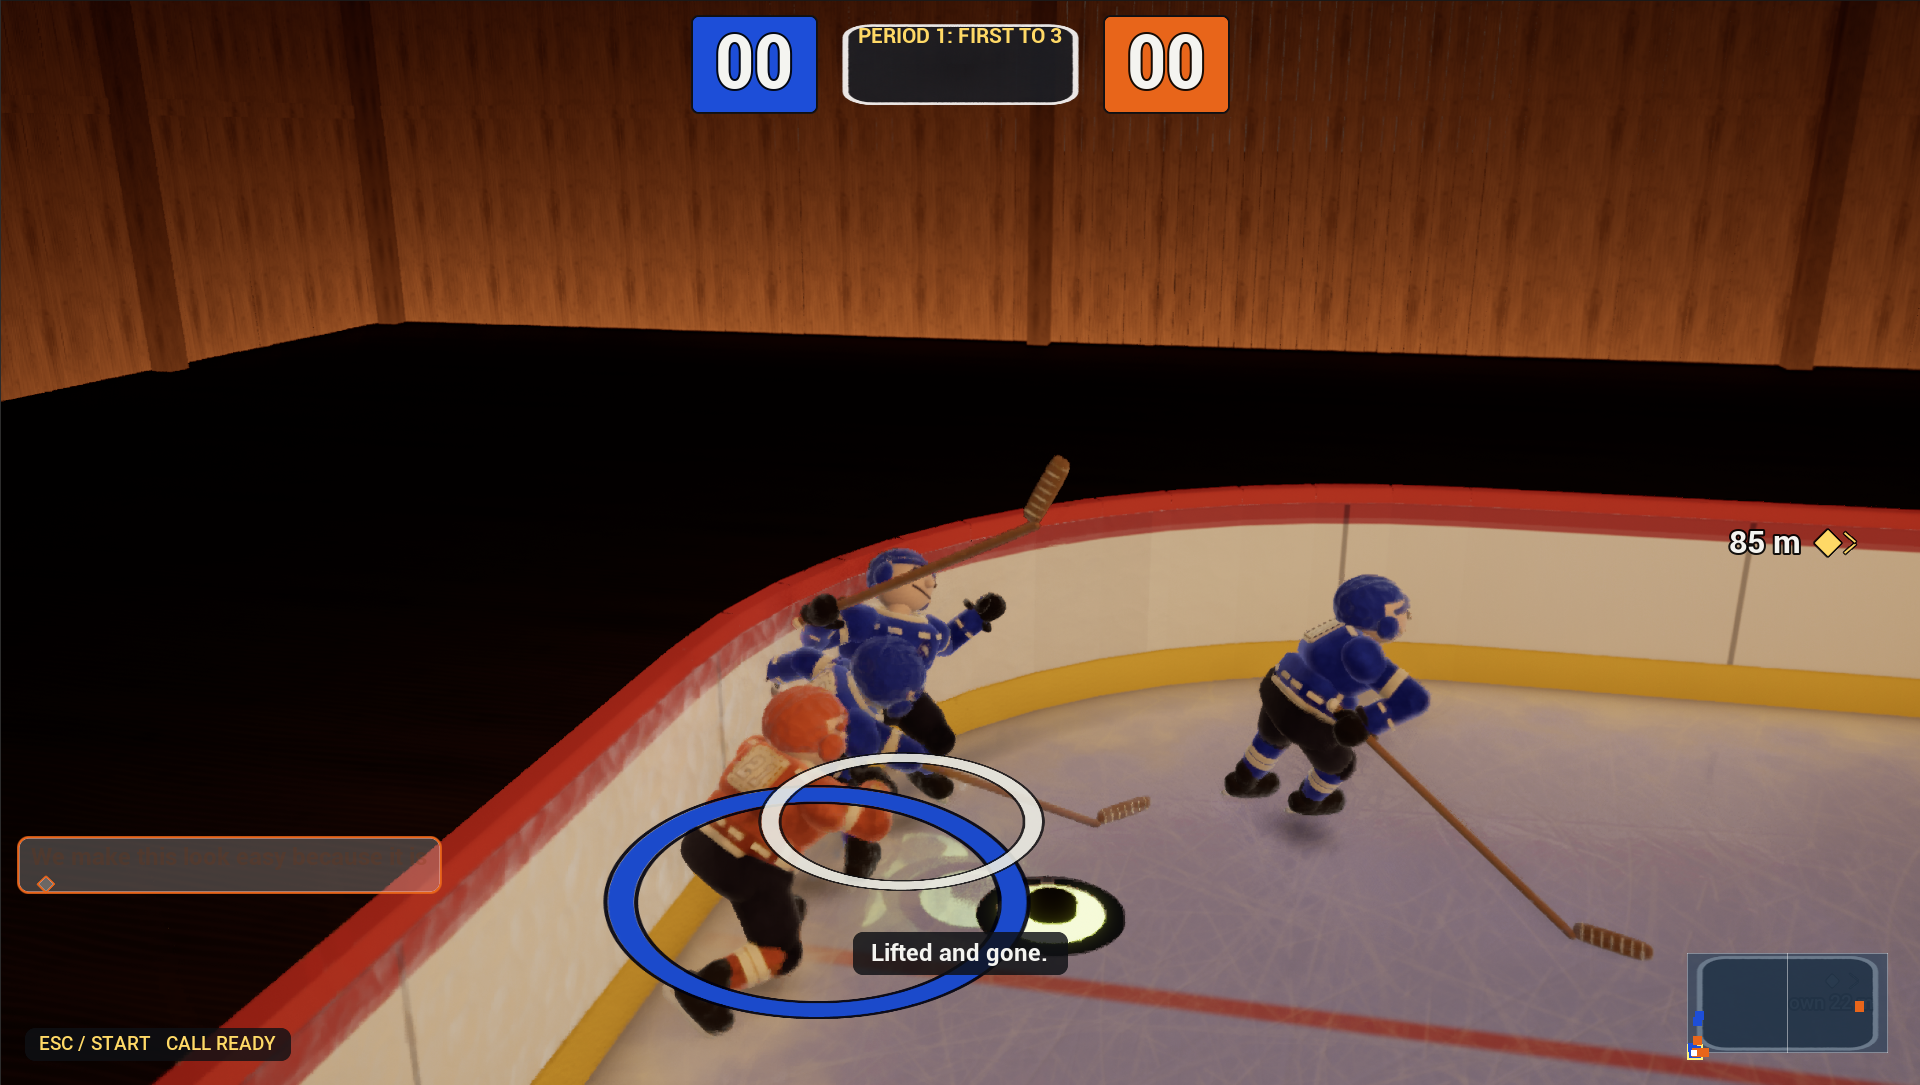 00
PERIOD 1: FIRST TO 3
00
85 m
Lifted and gone.
ESC / START CALL READY